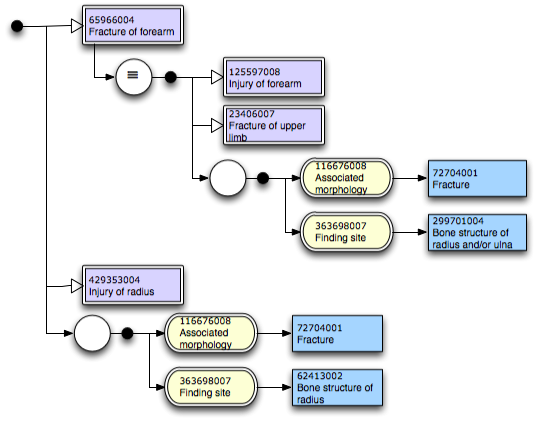 65966004
Fracture of forearm
≡
125597008
Injury of forearm
23406007
Fracture of upper
limb
116676008
Associated
morphology
72704001
Fracture
363698007
Finding site
299701004
Bone structure of
radius and/or ulna
429353004
Injury of radius
116676008
Associated
morphology
72704001
Fracture
363698007
Finding site
62413002
Bone structure of
radius